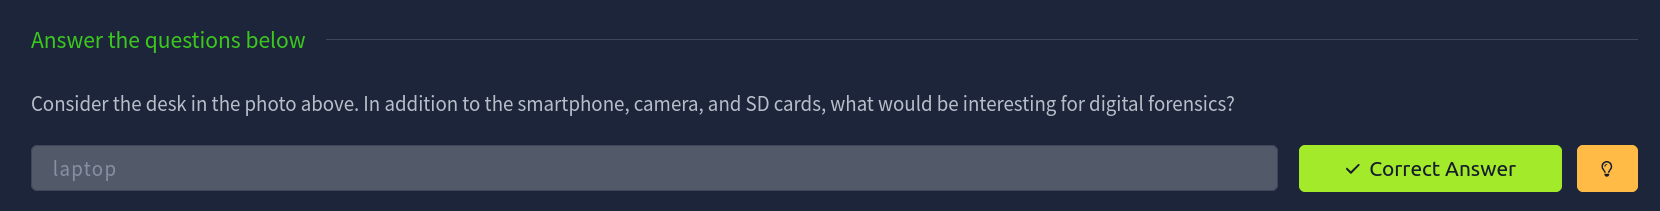 Answer the questions below
Consider the desk in the photo above. In addition to the smartphone, camera, and SD cards, what would be interesting for digital forensics?
laptop
Correct Answer